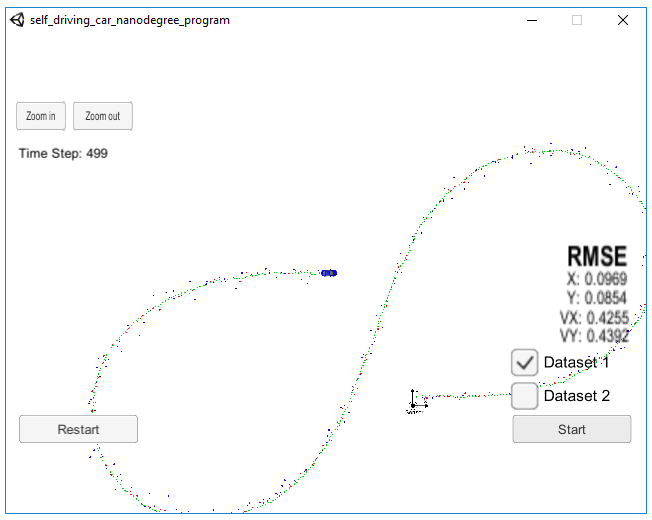 self_driving_car_nanodegree_program
Zoom in
Zoom out
Time Step: 499
RMSE
X: 0.0969
Y: 0.0854
VX: 0.4255
VY: 0.4392
Dataset 1
Dataset 2
Restart
Start